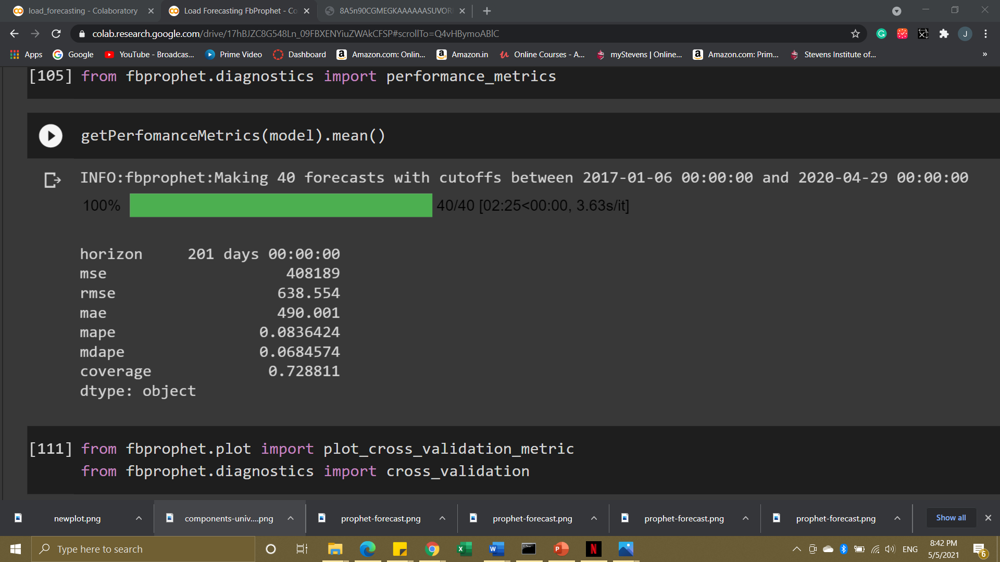 load_forecasting - Colaboratory
Load Forecasting FbProphet - Co
8A5n90CGMEGKAAAAAASUVOR
colab.research.google.com/drive/17hBJZC8G548Ln_09FBXENYiuZWAkCFSP#scrollTo=Q4vHBymoABlC
J
Apps
Google
YouTube - Broadcas...
Prime Video
Dashboard
Amazon.com: Onlin...
Amazon.in
Online Courses - A...
myStevens | Online...
Amazon.com: Prim...
Stevens Institute of...
»
[105] from fbprophet.diagnostics import performance_metrics
getPerfomanceMetrics(model).mean()
INFO:fbprophet:Making 40 forecasts with cutoffs between 2017-01-06 00:00:00 and 2020-04-29 00:00:00
100% 40/40 [02:25<00:00, 3.63s/it]
horizon 201 days 00:00:00
mse 408189
rmse 638.554
mae 490.001
mape 0.0836424
mdape 0.0684574
coverage 0.728811
dtype: object
[111] from fbprophet.plot import plot_cross_validation_metric
from fbprophet.diagnostics import cross_validation
newplot.png
components-univ....png
prophet-forecast.png
prophet-forecast.png
prophet-forecast.png
prophet-forecast.png
Show all
Type here to search
ENG
8:42 PM
5/5/2021
6